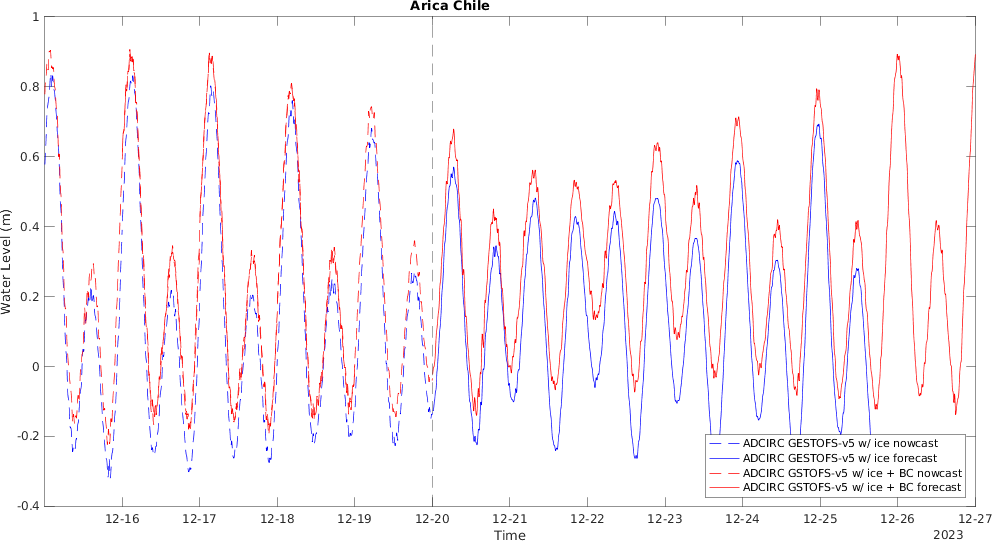 Arica Chile
1
0.8
0.6
0.4
0.2
0
-0.2
-0.4
Water Level (m)
12-16 12-17 12-18 12-19 12-20 12-21 12-22 12-23 12-24 12-25 12-26 12-27
Time
2023
ADCIRC GESTOFS-v5 w/ ice nowcast
ADCIRC GESTOFS-v5 w/ ice forecast
ADCIRC GSTOFS-v5 w/ ice + BC nowcast
ADCIRC GSTOFS-v5 w/ ice + BC forecast